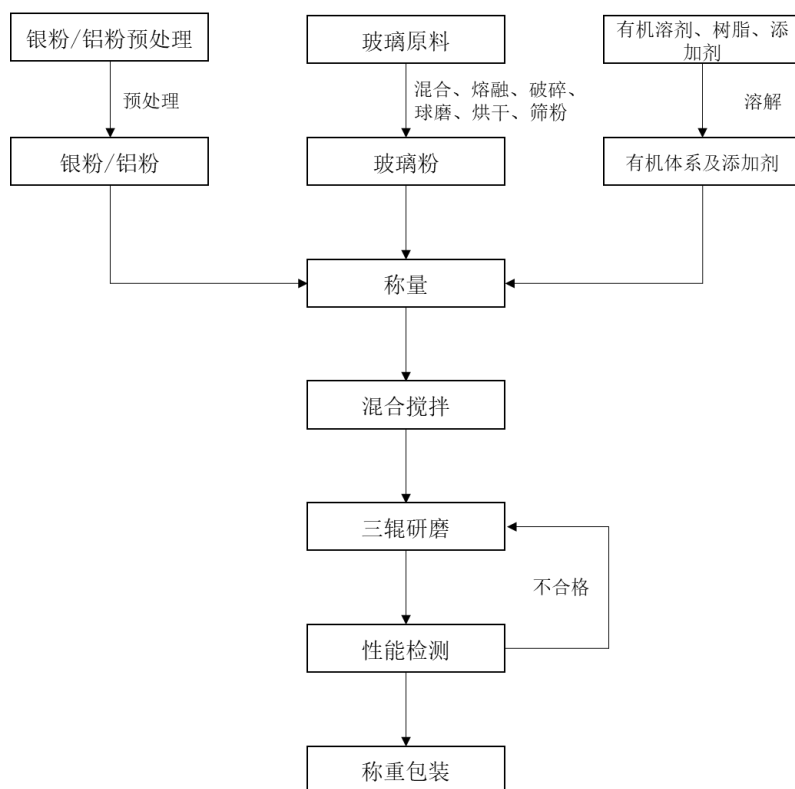 银粉/铝粉预处理
玻璃原料
有机溶剂、树脂、添
加剂
预处理
混合、熔融、破碎、
球磨、烘干、筛粉
溶解
银粉/铝粉
玻璃粉
有机体系及添加剂
称量
混合搅拌
三辊研磨
不合格
性能检测
称重包装